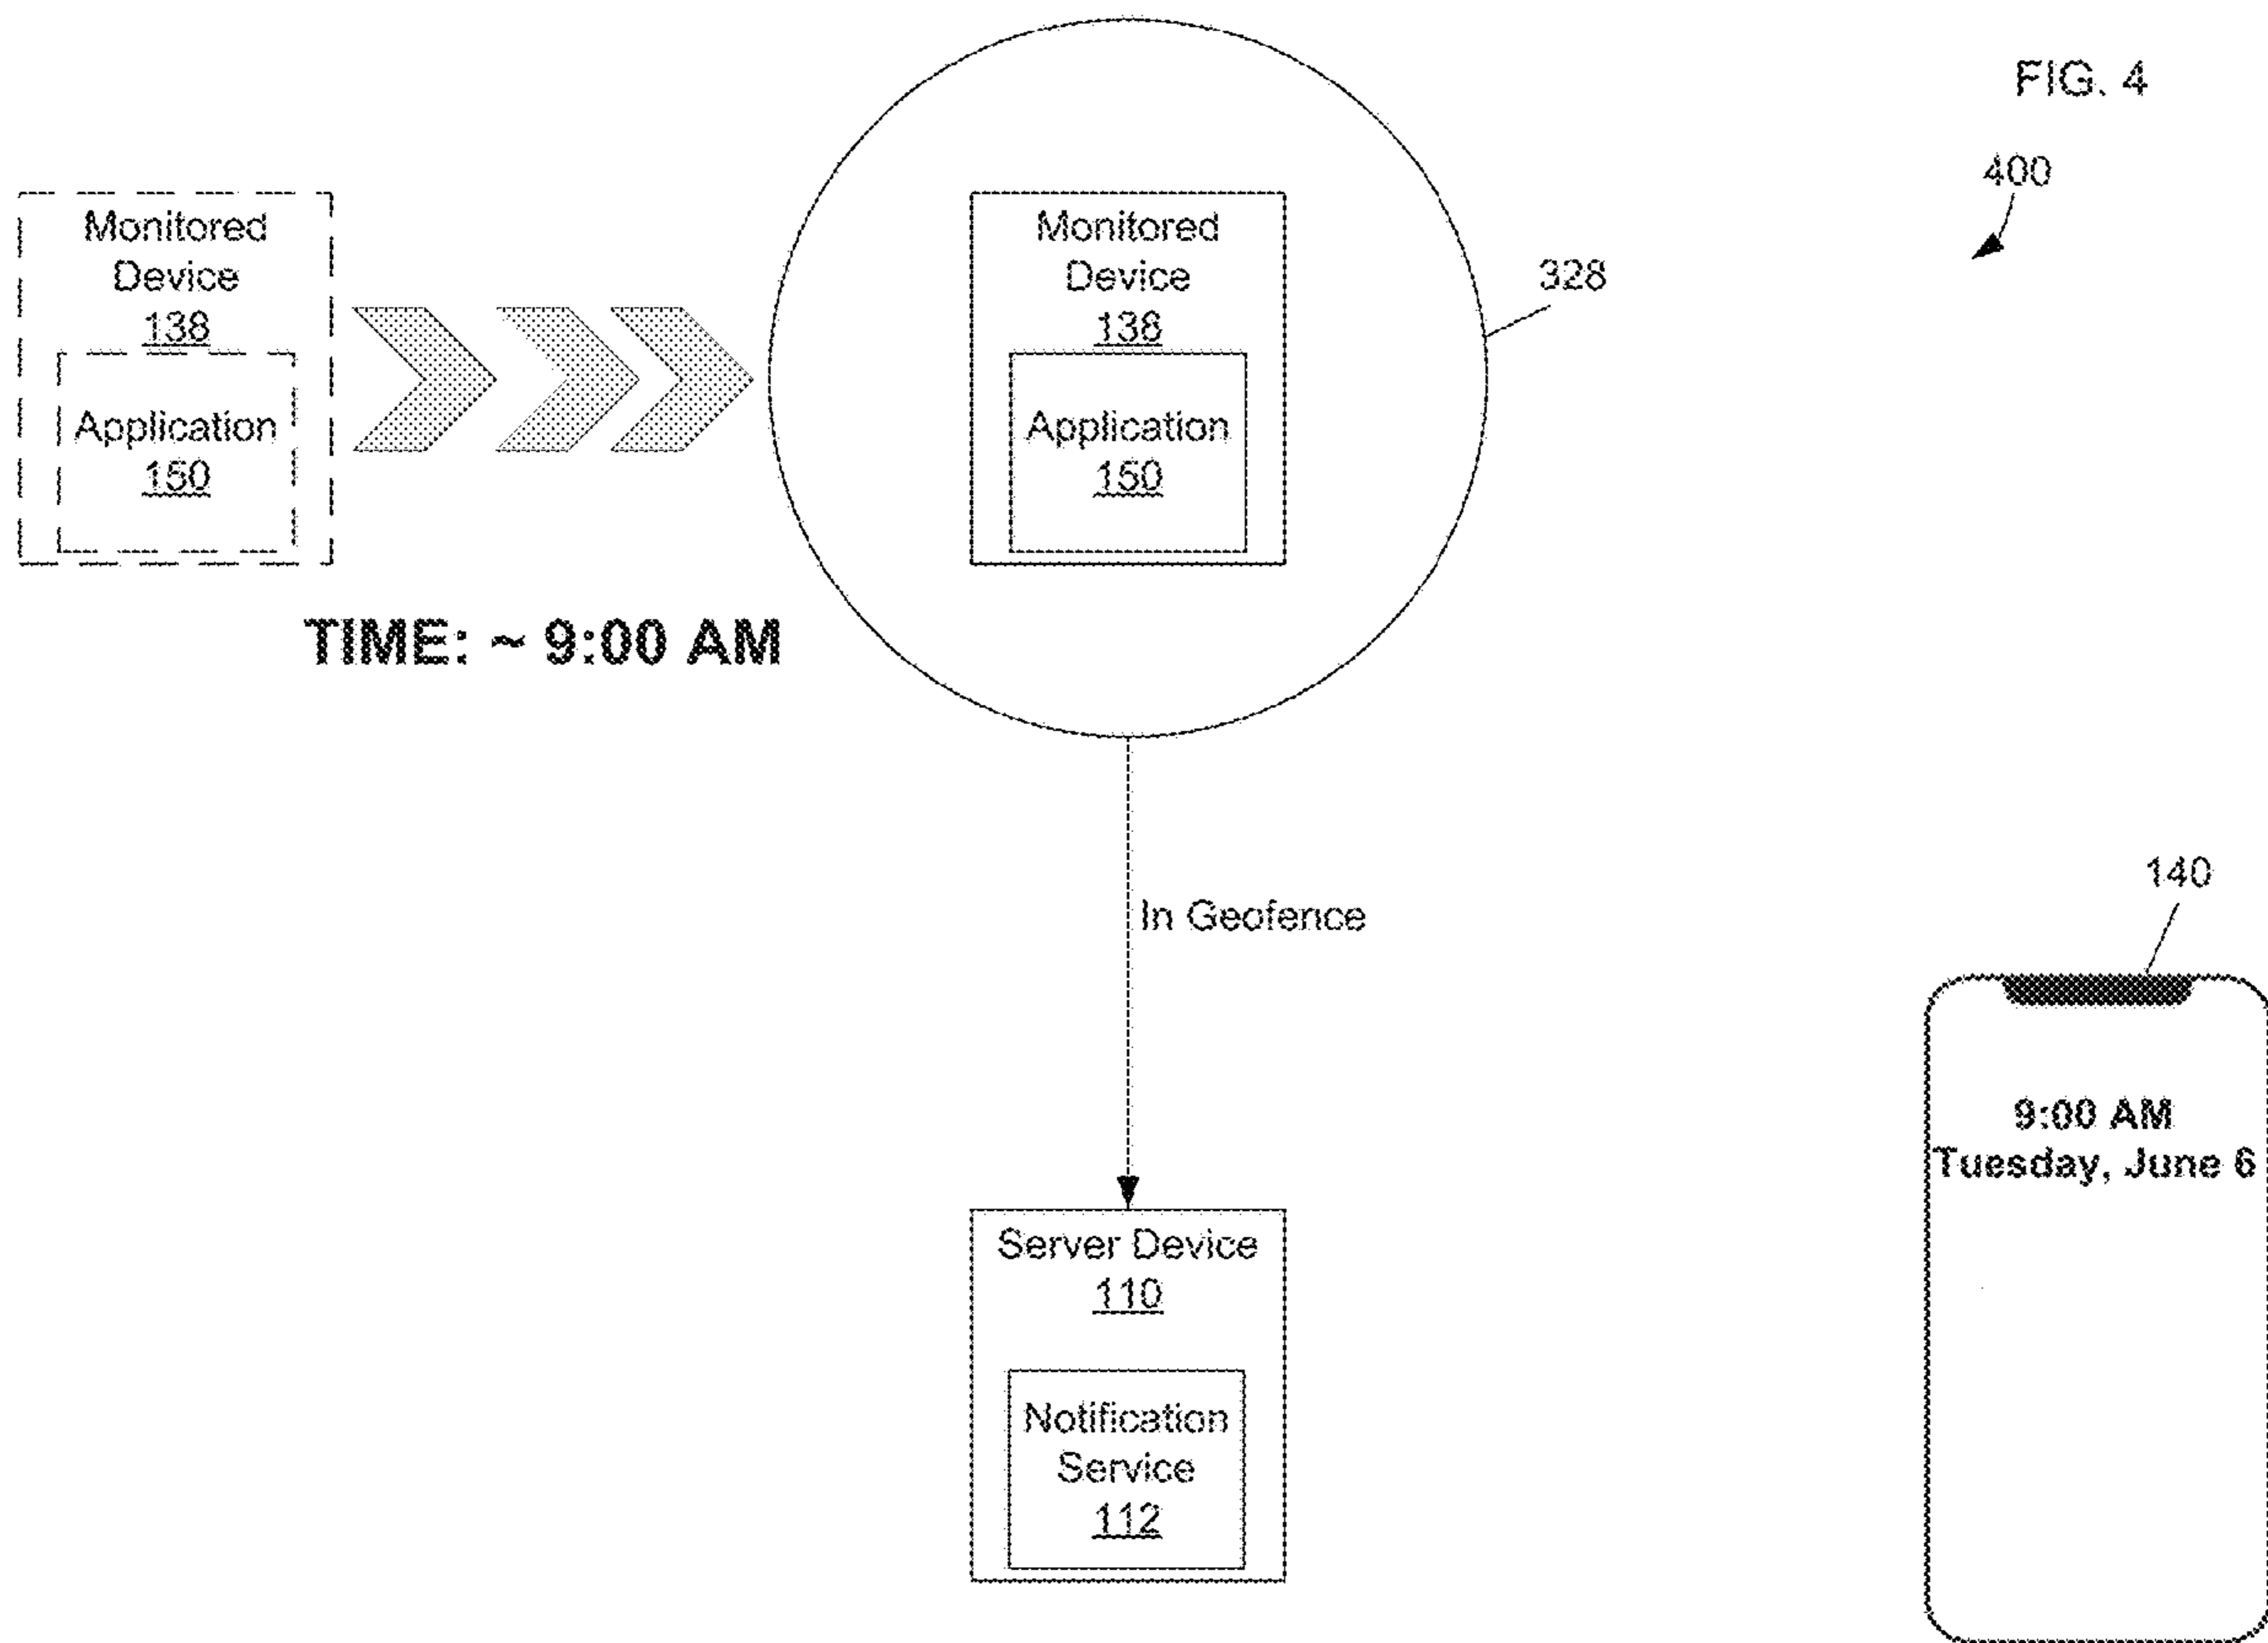 FIG. 4
400
Monitored
Device
138
Application
150
Monitored
Device
138
Application
150
328
TIME: ~ 9:00 AM
In Geofence
140
9:00 AM
Tuesday, June 6
Server Device
110
Notification
Service
112